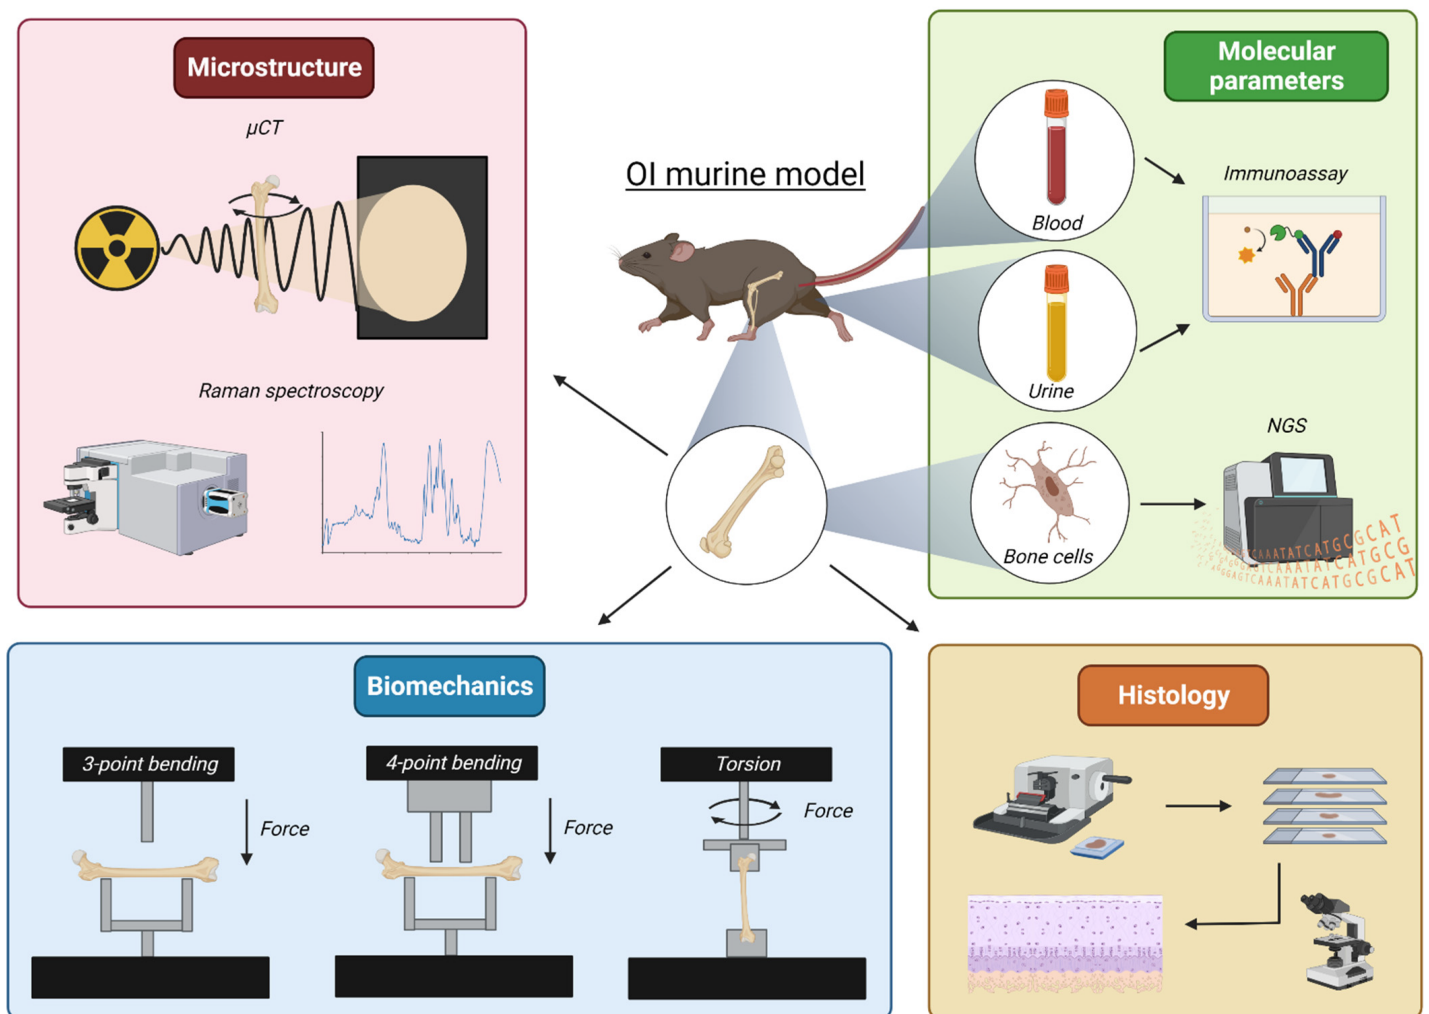 Microstructure
µCT
Raman spectroscopy
OI murine model
Molecular
parameters
Blood
Immunoassay
Urine
NGS
Bone cells
Biomechanics
3-point bending
Force
4-point bending
Force
Torsion
Force
Histology